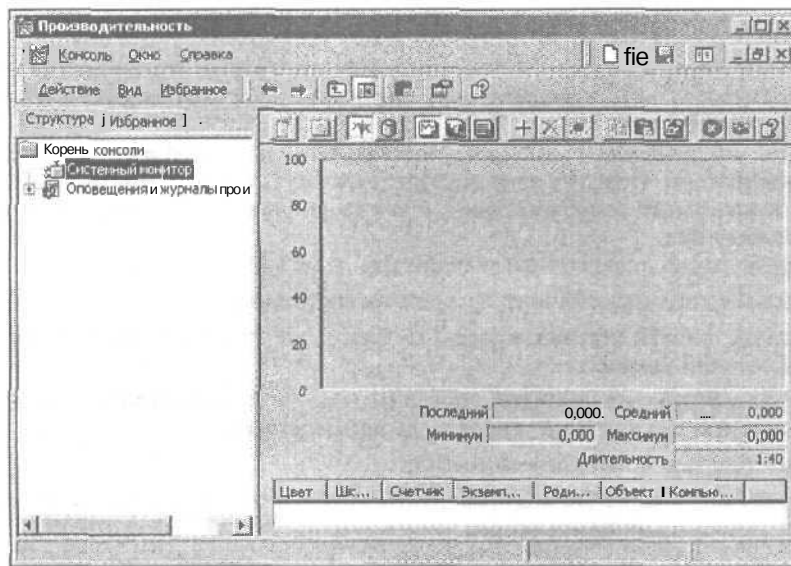 Производительность
Консоль Окно Справка fie
Действие Вид Избранное
Структура j Избранное ] .
Корень консоли
Системный монитор
Оповещения и журналы прои
100
80
60
40
20
0
Последний 0,000. Средний .... 0,000
Минимум 0,000 Максимум 0,000
Длительность 1:40
Цвет Шк... Счетчик Экземп... Роди... Объект Компью...